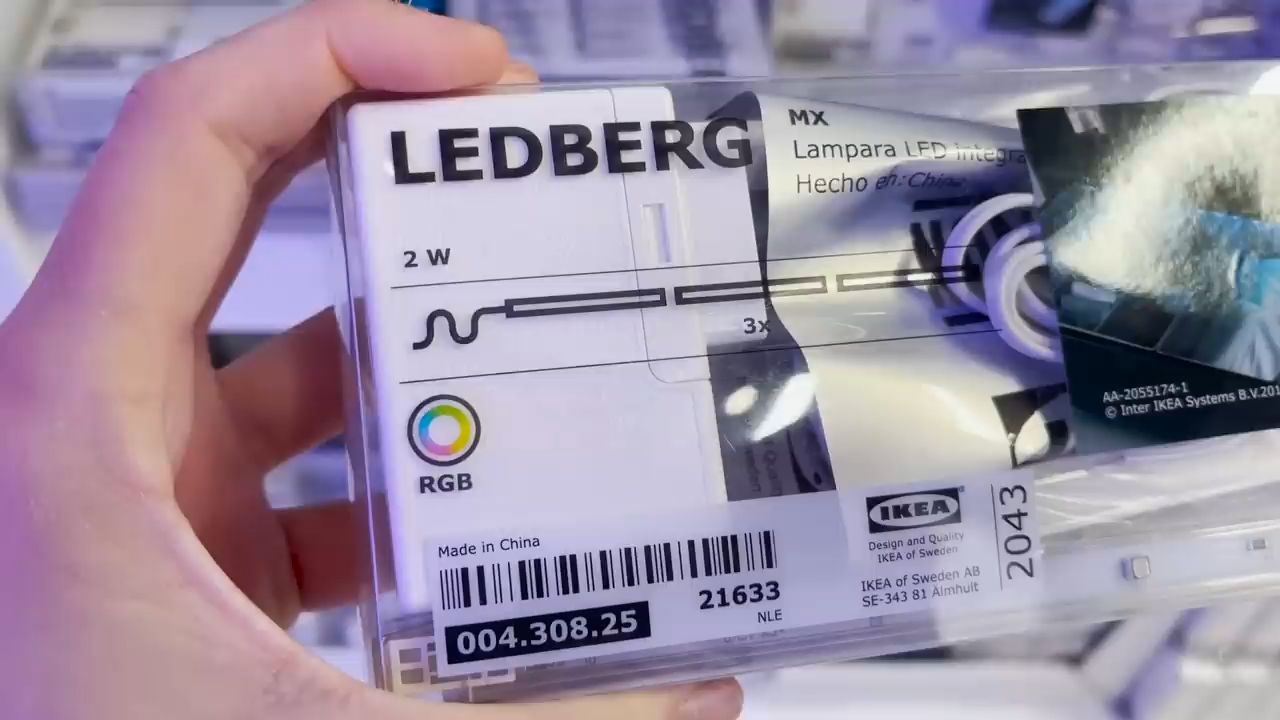 LEDBERG
MX
Lampara LED integra
Hecho en: China
2 W
3x
RGB
AA-2055174-1
© Inter IKEA Systems B.V.201
Made in China
21633
NLE
004.308.25
IKEA
Design and Quality
IKEA of Sweden
IKEA of Sweden AB
SE-343 81 Älmhult
2043